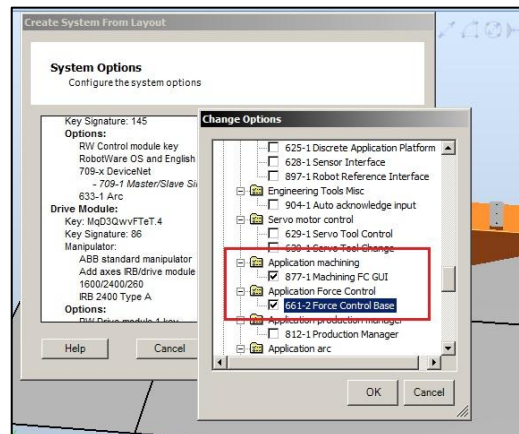 Create System From Layout
System Options
Configure the system options
Key Signature: 145
Options:
RW Control module key
RobotWare OS and English
709-x DeviceNet
- 709-1 Master/Slave Si
633-1 Arc
Drive Module:
Key: MqD3QwvFTeT.4
Key Signature: 86
Manipulator:
ABB standard manipulator
Add axes IRB/drive module
1600/2400/260
IRB 2400 Type A
Options:
RW Drive module 1 key
Help
Cancel
Change Options
625-1 Discrete Application Platform
628-1 Sensor Interface
897-1 Robot Reference Interface
Engineering Tools Misc
904-1 Auto acknowledge input
Servo motor control
629-1 Servo Tool Control
630-1 Servo Tool Change
Application machining
877-1 Machining FC GUI
Application Force Control
661-2 Force Control Base
Application production manager
812-1 Production Manager
Application arc
OK
Cancel